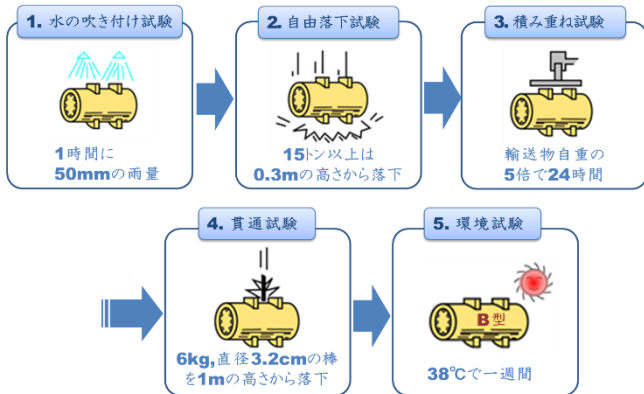 1. 水の吹き付け試験
1時間に
50mmの雨量
2. 自由落下試験
15トン以上は
0.3mの高さから落下
3. 積み重ね試験
輸送物自重の
5倍で24時間
4. 貫通試験
6kg,直径3.2cmの棒
を1mの高さから落下
5. 環境試験
B型
38℃で一週間